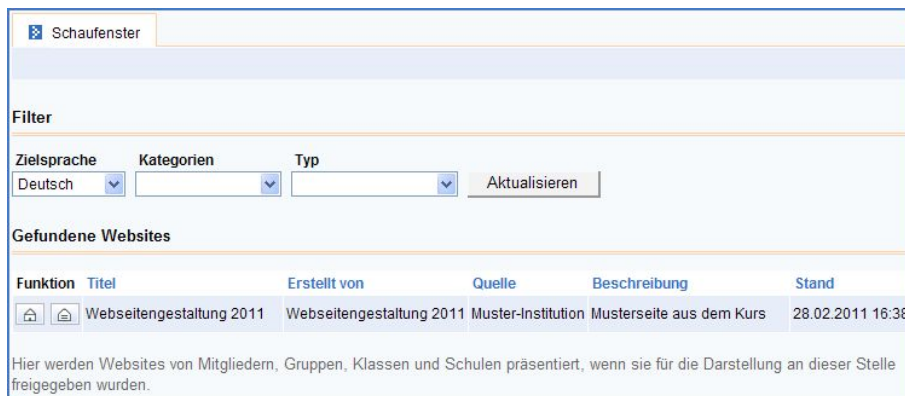 Schaufenster
Filter
Zielsprache Kategorien Typ
Deutsch Aktualisieren
Gefundene Websites
Funktion Titel Erstellt von Quelle Beschreibung Stand
Webseitengestaltung 2011 Webseitengestaltung 2011 Muster-Institution Musterseite aus dem Kurs 28.02.2011 16:38
Hier werden Websites von Mitgliedern, Gruppen, Klassen und Schulen präsentiert, wenn sie für die Darstellung an dieser Stelle
freigegeben wurden.